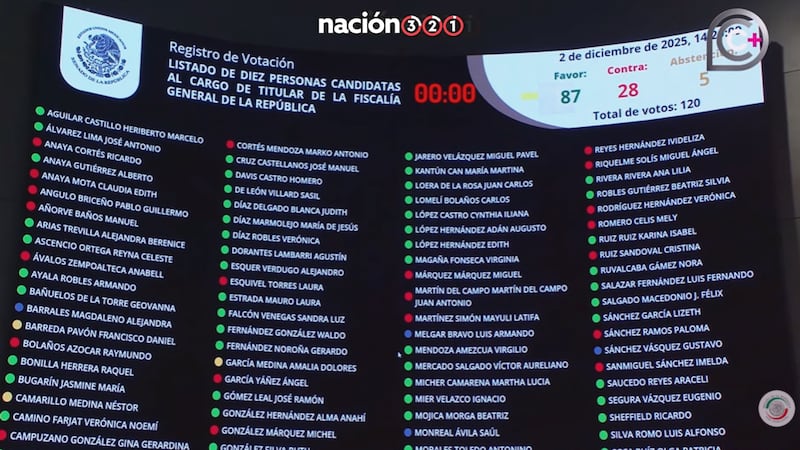 nación321
Registro de Votación
LISTADO DE DIEZ PERSONAS CANDIDATAS
AL CARGO DE TITULAR DE LA FISCALÍA
GENERAL DE LA REPÚBLICA
00:00
2 de diciembre de 2025,
Favor:
87
Contra:
28
5
Total de votos: 120
AGUILAR CASTILLO HERIBERTO MARCELO
ÁLVAREZ LIMA JOSÉ ANTONIO
ANAYA CORTÉS RICARDO
ANAYA GUTIÉRREZ ALBERTO
ANAYA MOTA CLAUDIA EDITH
ANGULO BRICEÑO PABLO GUILLERMO
AÑORVE BAÑOS MANUEL
ARIAS TREVILLA ALEJANDRA BERENICE
ASCENCIO ORTEGA REYNA CELESTE
ÁVALOS ZEMPOALTECA ANABELL
AYALA ROBLES ARMANDO
BAÑUELOS DE LA TORRE GEOVANNA
BARRALES MAGDALENO ALEJANDRA
BARREDA PAVÓN FRANCISCO DANIEL
BOLAÑOS AZOCAR RAYMUNDO
BONILLA HERRERA RAQUEL
BUGARÍN JASMINE MARÍA
CAMARILLO MEDINA NÉSTOR
CAMINO FARJAT VERÓNICA NOEMÍ
CAMPUZANO GONZÁLEZ GINA GERARDINA
CORTÉS MENDOZA MARKO ANTONIO
CRUZ CASTELLANOS JOSÉ MANUEL
DAVIS CASTRO HOMERO
DE LEÓN VILLARD SASIL
DÍAZ DELGADO BLANCA JUDITH
DÍAZ MARMOLEJO MARÍA DE JESÚS
DÍAZ ROBLES VERÓNICA
DORANTES LAMBARRI AGUSTÍN
ESQUER VERDUGO ALEJANDRO
ESQUIVEL TORRES LAURA
ESTRADA MAURO LAURA
FALCÓN VENEGAS SANDRA LUZ
FERNÁNDEZ GONZÁLEZ WALDO
FERNÁNDEZ NOROÑA GERARDO
GARCÍA MEDINA AMALIA DOLORES
GARCÍA YÁÑEZ ÁNGEL
GÓMEZ LEAL JOSÉ RAMÓN
GONZÁLEZ HERNÁNDEZ ALMA ANAHÍ
GONZÁLEZ MÁRQUEZ MICHEL
GONZÁLEZ SILVA RUTH
JARERO VELÁZQUEZ MIGUEL PAVEL
KANTÚN CAN MARÍA MARTINA
LOERA DE LA ROSA JUAN CARLOS
LOMELÍ BOLAÑOS CARLOS
LÓPEZ CASTRO CYNTHIA ILIANA
LÓPEZ HERNÁNDEZ ADÁN AUGUSTO
LÓPEZ HERNÁNDEZ EDITH
MAGAÑA FONSECA VIRGINIA
MÁRQUEZ MÁRQUEZ MIGUEL
MARTÍN DEL CAMPO MARTÍN DEL CAMPO
JUAN ANTONIO
MARTÍNEZ SIMÓN MAYULI LATIFA
MELGAR BRAVO LUIS ARMANDO
MENDOZA AMEZCUA VIRGILIO
MERCADO SALGADO VÍCTOR AURELIANO
MICHER CAMARENA MARTHA LUCIA
MIER VELAZCO IGNACIO
MOJICA MORGA BEATRIZ
MONREAL ÁVILA SAÚL
MORALES TOLEDO ANTONINO
REYES HERNÁNDEZ IVIDELIZA
RIQUELME SOLÍS MIGUEL ÁNGEL
RIVERA RIVERA ANA LILIA
ROBLES GUTIÉRREZ BEATRIZ SILVIA
RODRÍGUEZ HERNÁNDEZ VERÓNICA
ROMERO CELIS MELY
RUIZ RUIZ KARINA ISABEL
RUIZ SANDOVAL CRISTINA
RUVALCABA GÁMEZ NORA
SALAZAR FERNÁNDEZ LUIS FERNANDO
SALGADO MACEDONIO J. FÉLIX
SÁNCHEZ GARCÍA LIZETH
SÁNCHEZ RAMOS PALOMA
SÁNCHEZ VÁSQUEZ GUSTAVO
SANMIGUEL SÁNCHEZ IMELDA
SAUCEDO REYES ARACELI
SEGURA VÁZQUEZ EUGENIO
SHEFFIELD RICARDO
SILVA ROMO LUIS ALFONSO